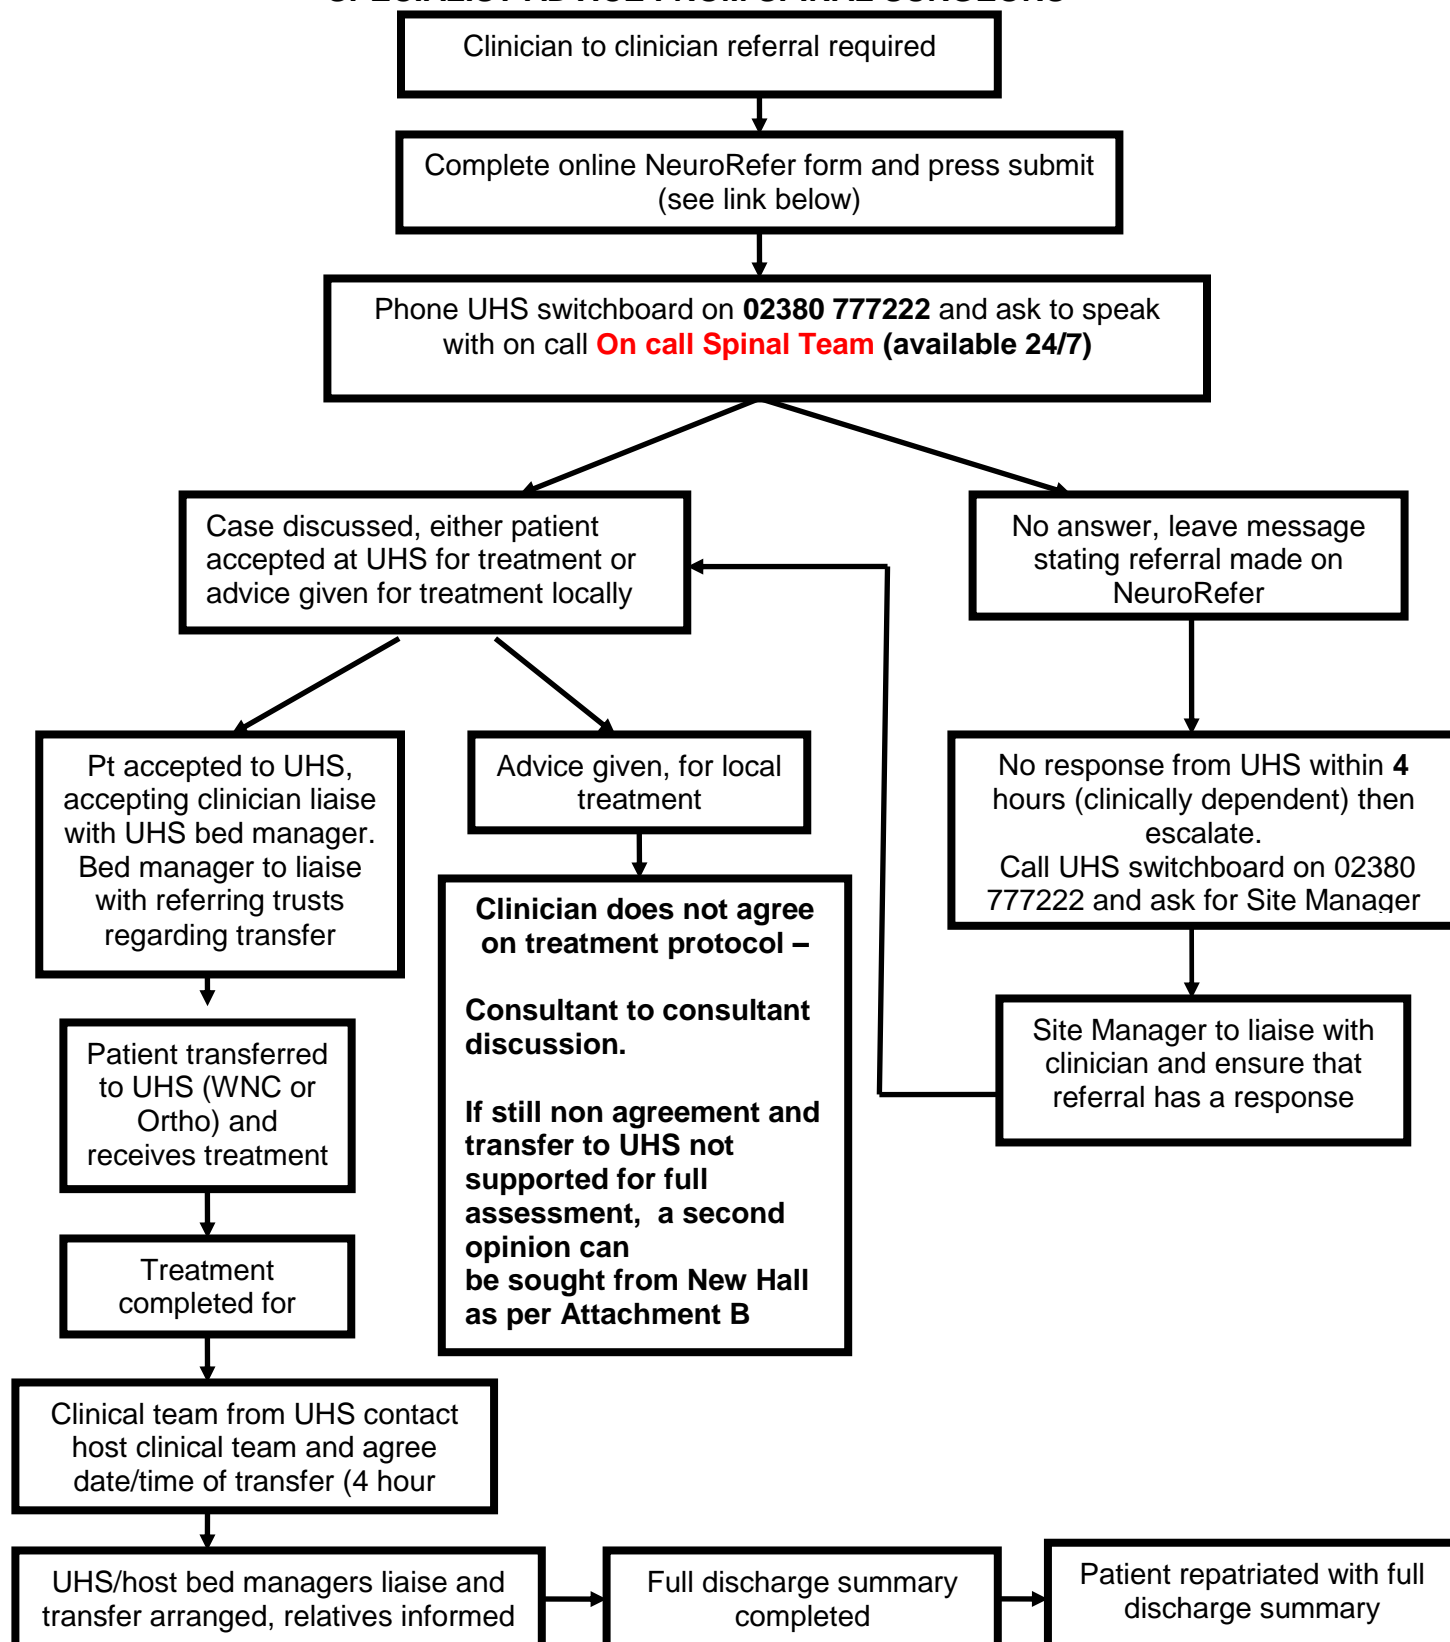 SPECIALIST ADVICE FROM SPINAL SURGEONS
Clinician to clinician referral required
Complete online NeuroRefer form and press submit
(see link below)
Phone UHS switchboard on 02380 777222 and ask to speak
with on call On call Spinal Team (available 24/7)
Case discussed, either patient
accepted at UHS for treatment or
advice given for treatment locally
No answer, leave message
stating referral made on
NeuroRefer
Pt accepted to UHS,
accepting clinician liaise
with UHS bed manager.
Bed manager to liaise
with referring trusts
regarding transfer
Advice given, for local
treatment
No response from UHS within 4
hours (clinically dependent) then
escalate.
Call UHS switchboard on 02380
777222 and ask for Site Manager
Clinician does not agree
on treatment protocol –
Consultant to consultant
discussion.
If still non agreement and
transfer to UHS not
supported for full
assessment, a second
opinion can
be sought from New Hall
as per Attachment B
Site Manager to liaise with
clinician and ensure that
referral has a response
Patient transferred
to UHS (WNC or
Ortho) and
receives treatment
Treatment
completed for
Clinical team from UHS contact
host clinical team and agree
date/time of transfer (4 hour
UHS/host bed managers liaise and
transfer arranged, relatives informed
Full discharge summary
completed
Patient repatriated with full
discharge summary